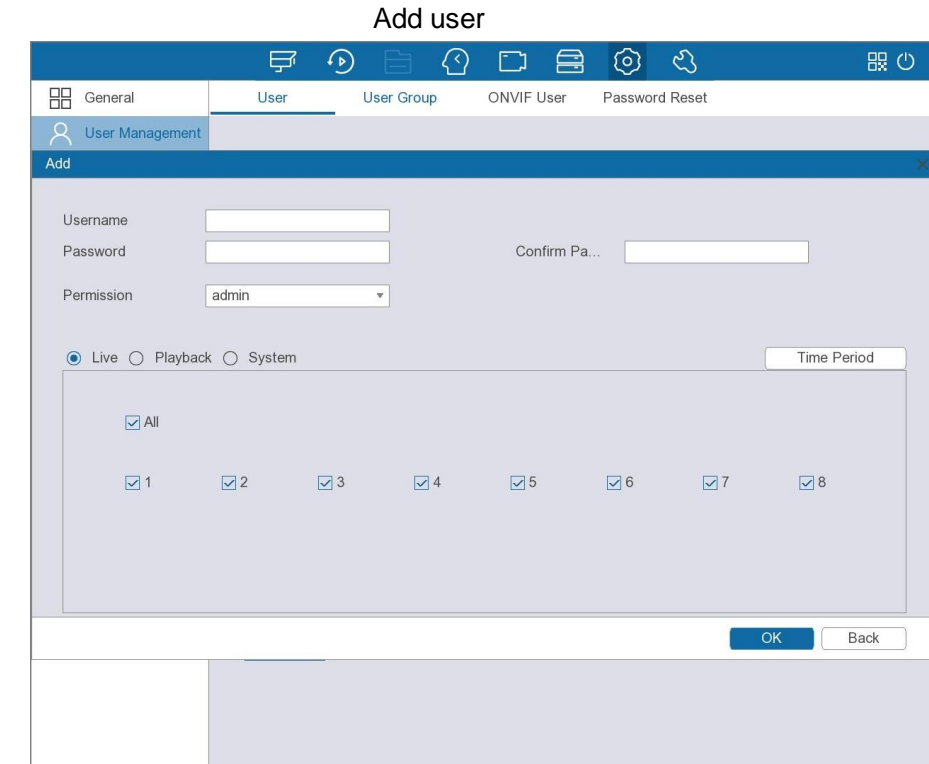 Add user
General User User Group ONVIF User Password Reset
User Management
Add
Username
Password Confirm Pa...
Permission admin
Live Playback System Time Period
All
1 2 3 4 5 6 7 8
OK Back